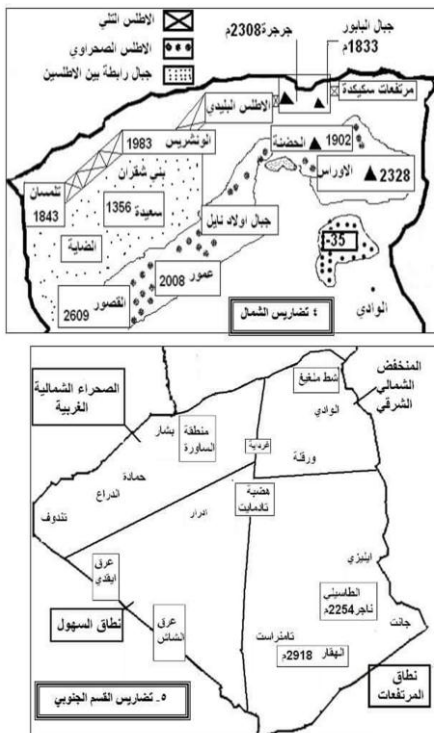 الاطلس التلي
الاطلس الصحراوي
جبال رابطة بين الاطلسين
جرجرة2308م
جبال البابور
1833م
مرتفعات سكيكدة
الاطلس البليدي
الونشريس
1983
الحضنة
1902
الاوراس
2328
بني شقران
تلمسان
1843
سعيدة
1356
جبال اولاد نايل
الضاية
عمور
2008
القصور
2609
-35
الوادي
٤ تضاريس الشمال
المنخفض
الشمالي
الشرقي
الصحراء الشمالية
الغربية
شط منغيغ
الوادي
منطقة
الساورة
بشار
غرداية
ورقلة
حمادة
الدراع
تندوف
هضبة
تادمايت
ادرار
عرق
ايقدي
ايليزي
الطاسيلي
ناجر2254م
جانت
نطاق السهول
عرق
الشاش
تامنراست
الهقار 2918م
نطاق
المرتفعات
٥ـ تضاريس القسم الجنوبي